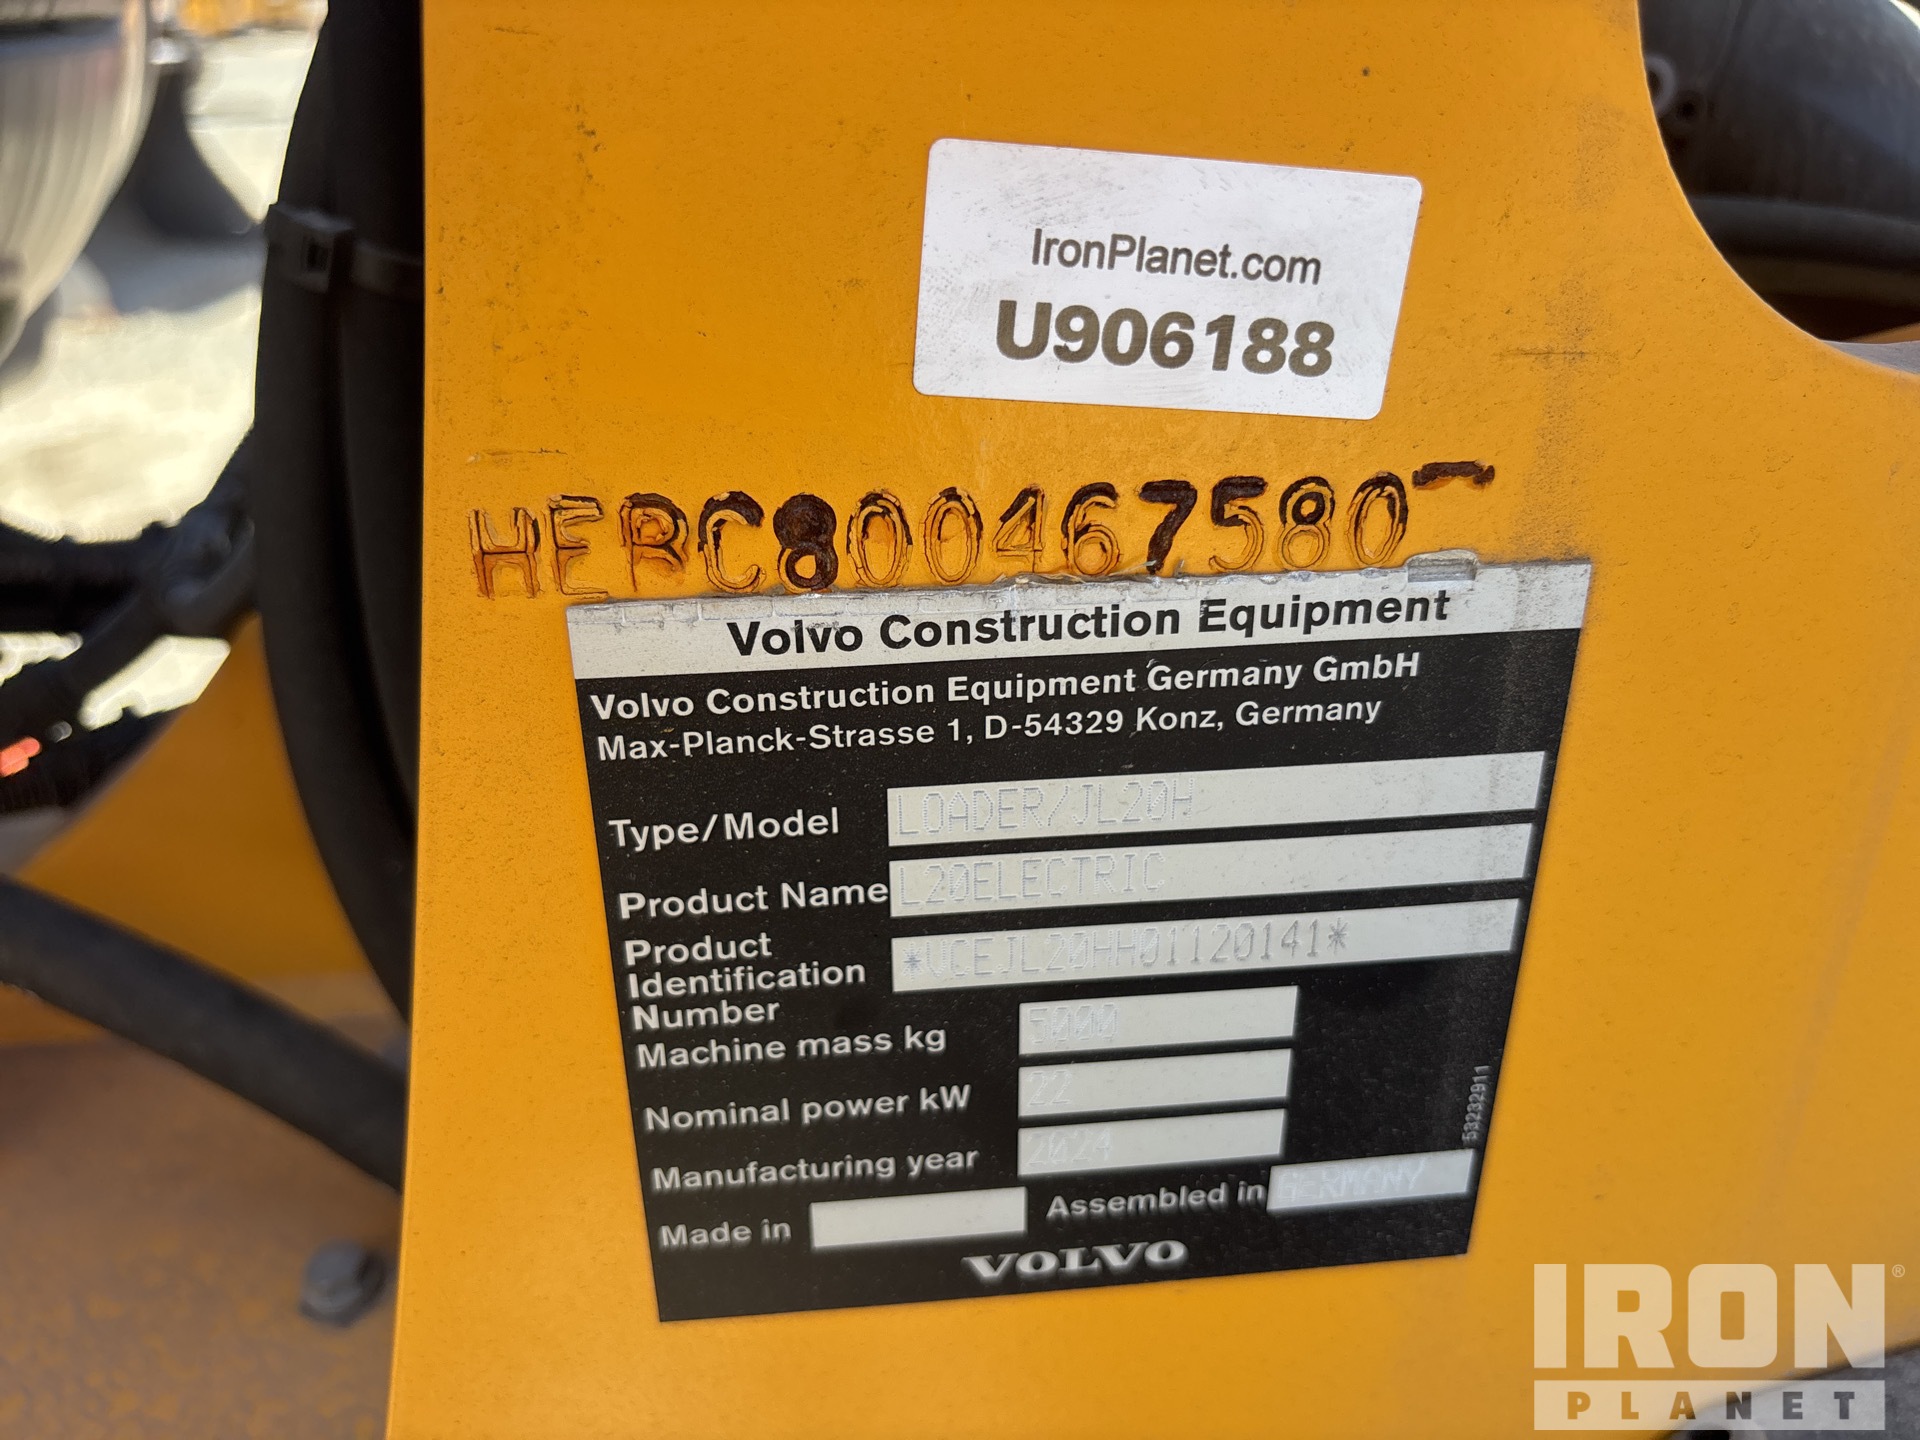 IronPlanet.com
U906188
HERC800467580
Volvo Construction Equipment
Volvo Construction Equipment Germany GmbH
Max-Planck-Strasse 1, D-54329 Konz, Germany
Type/Model LOADER/JL20H
Product Name L20ELECTRIC
Product
Identification *VCEJL20HH01120141*
Number
Machine mass kg 5000
Nominal power kW 22
Manufacturing year 2024
53232911
Made in Assembled in GERMANY
VOLVO
IRON®
PLANET